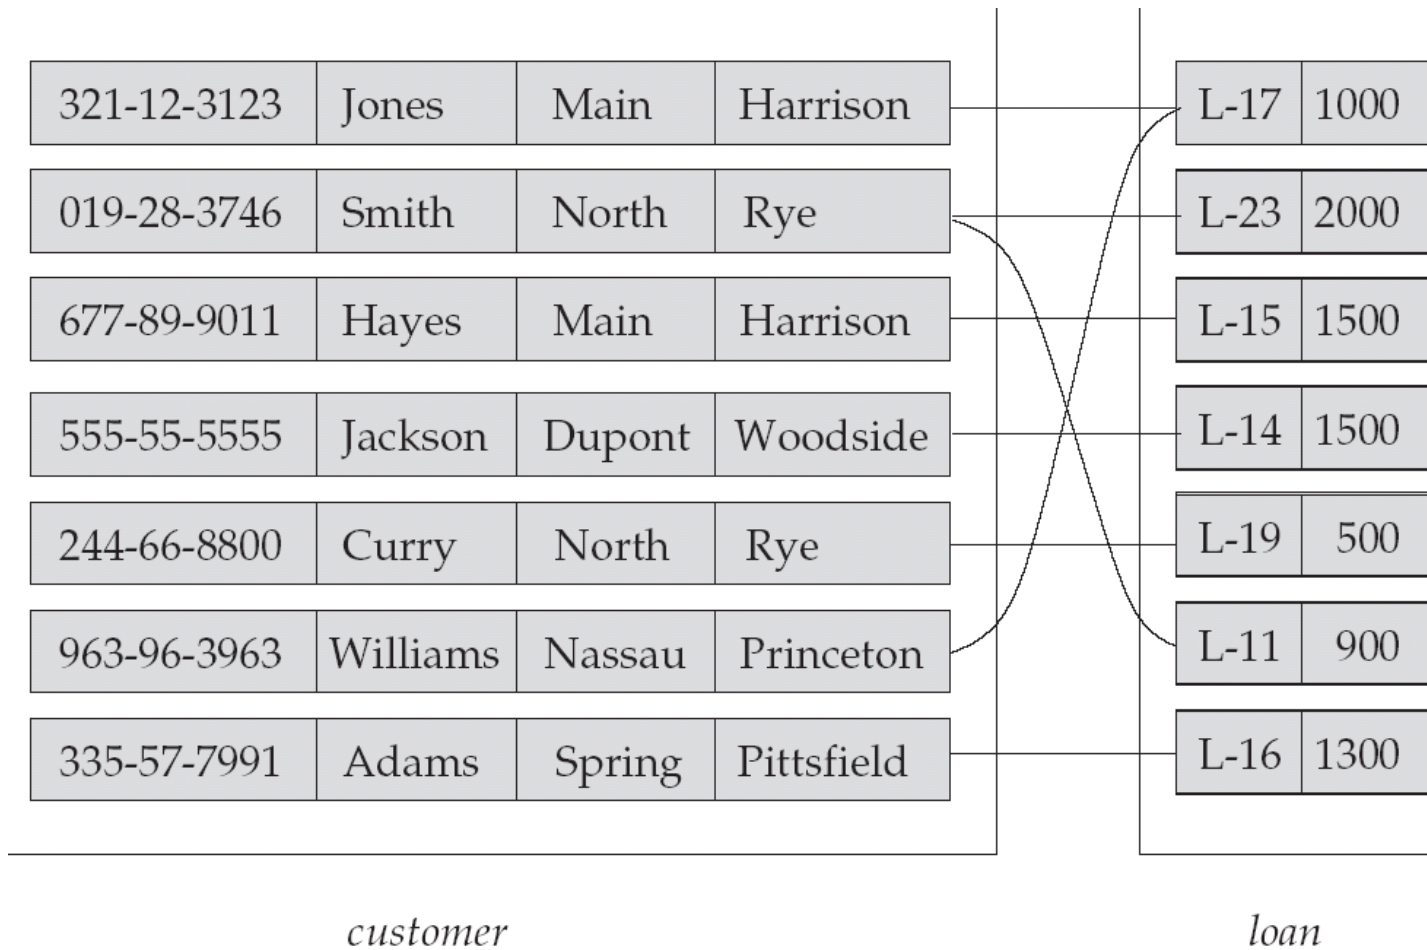 321-12-3123 Jones Main Harrison L-17 1000
019-28-3746 Smith North Rye L-23 2000
677-89-9011 Hayes Main Harrison L-15 1500
555-55-5555 Jackson Dupont Woodside L-14 1500
244-66-8800 Curry North Rye L-19 500
963-96-3963 Williams Nassau Princeton L-11 900
335-57-7991 Adams Spring Pittsfield L-16 1300
customer loan